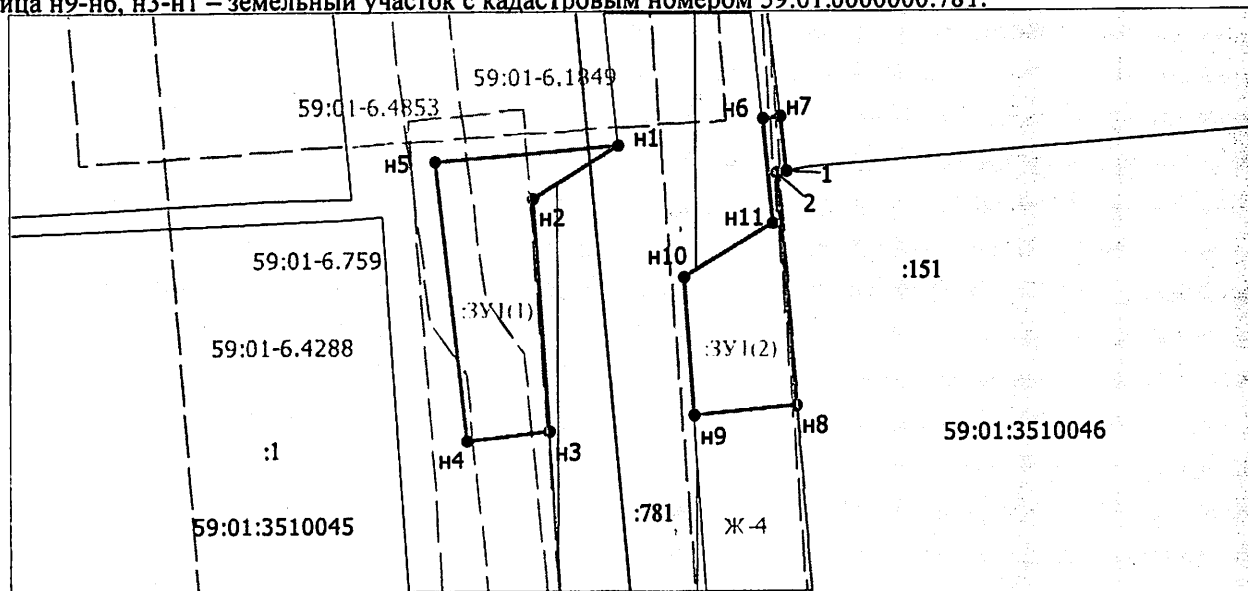 ица н9-н6, н3-н1 – земельный участок с кадастровым номером 59:01:0000000:781.
59:01-6.1849
59:01-6.4853
н6
н7
н1
н5
1
2
н2
н11
59:01-6.759
н10
:151
:ЗУ1(1)
59:01-6.4288
:ЗУ1(2)
н8
н9
59:01:3510046
н3
н4
:1
:781
59:01:3510045
Ж-4